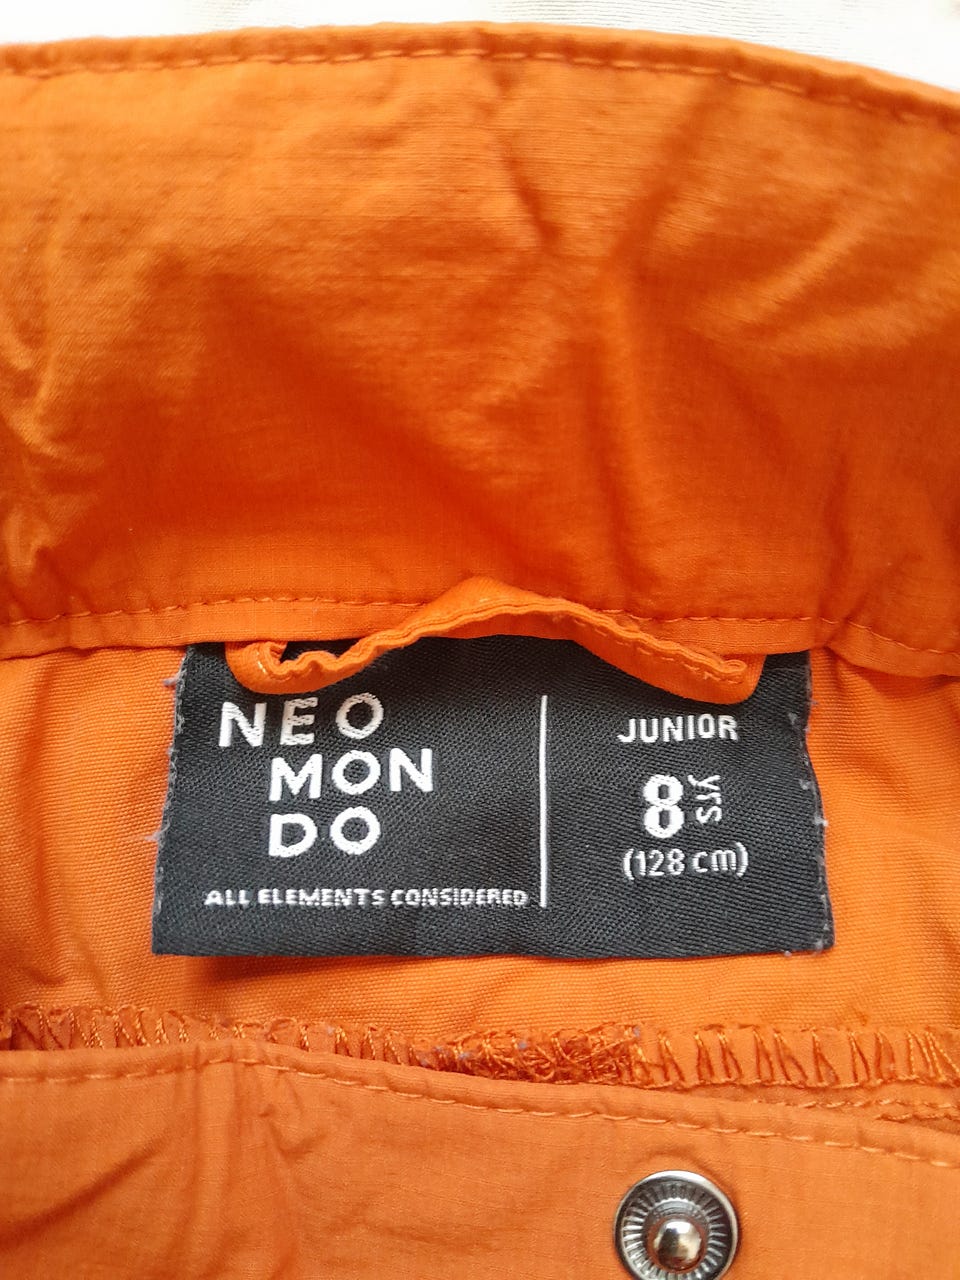 NEO
MON
DO
ALL ELEMENTS CONSIDERED
JUNIOR
8 yrs
(128 cm)